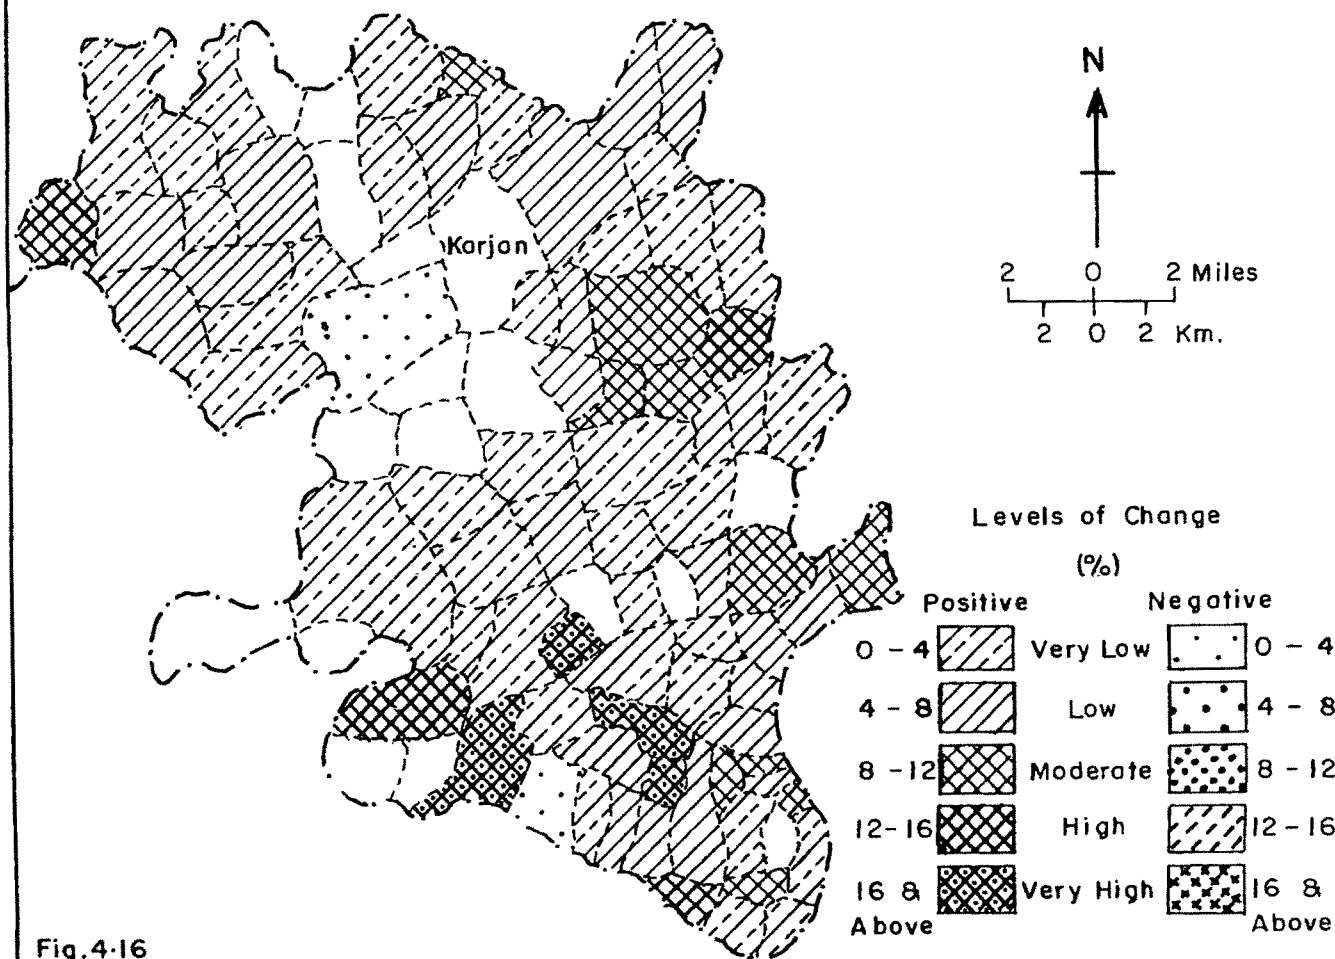 N
Karjan
2 0 2 Miles
2 0 2 Km.
Levels of Change
(%)
Positive Negative
0 - 4 Very Low 0 - 4
4 - 8 Low 4 - 8
8 - 12 Moderate 8 - 12
12 - 16 High 12 - 16
16 & Very High 16 &
Above Above
Fig. 4·16